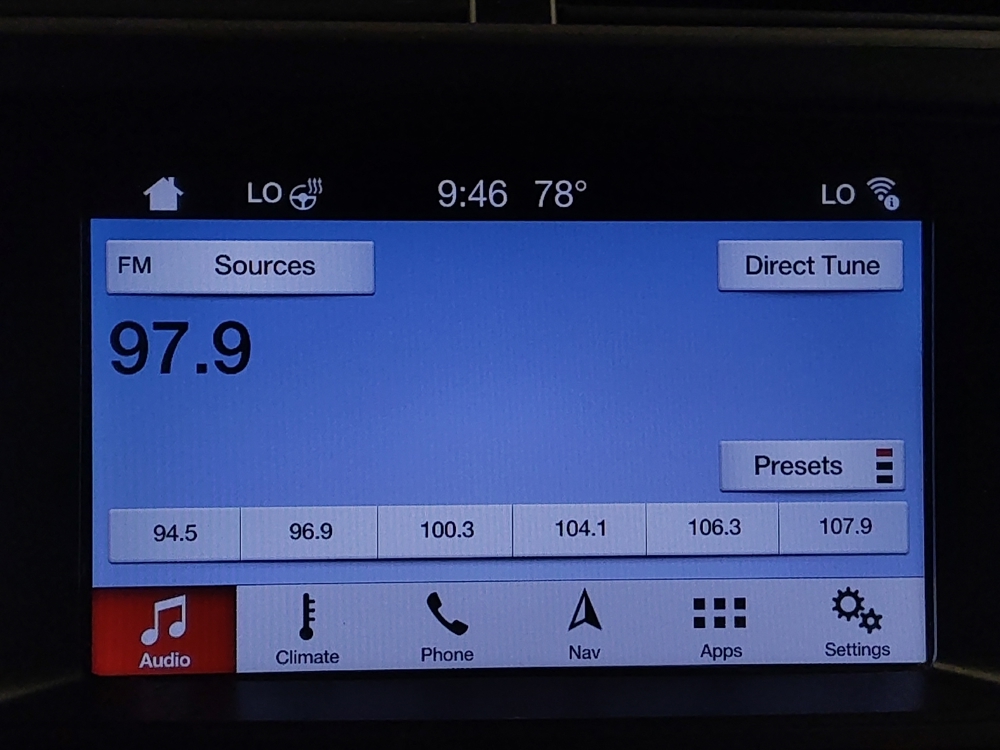 LO 9:46 78° LO
FM Sources Direct Tune
97.9
Presets
94.5 96.9 100.3 104.1 106.3 107.9
Audio Climate Phone Nav Apps Settings